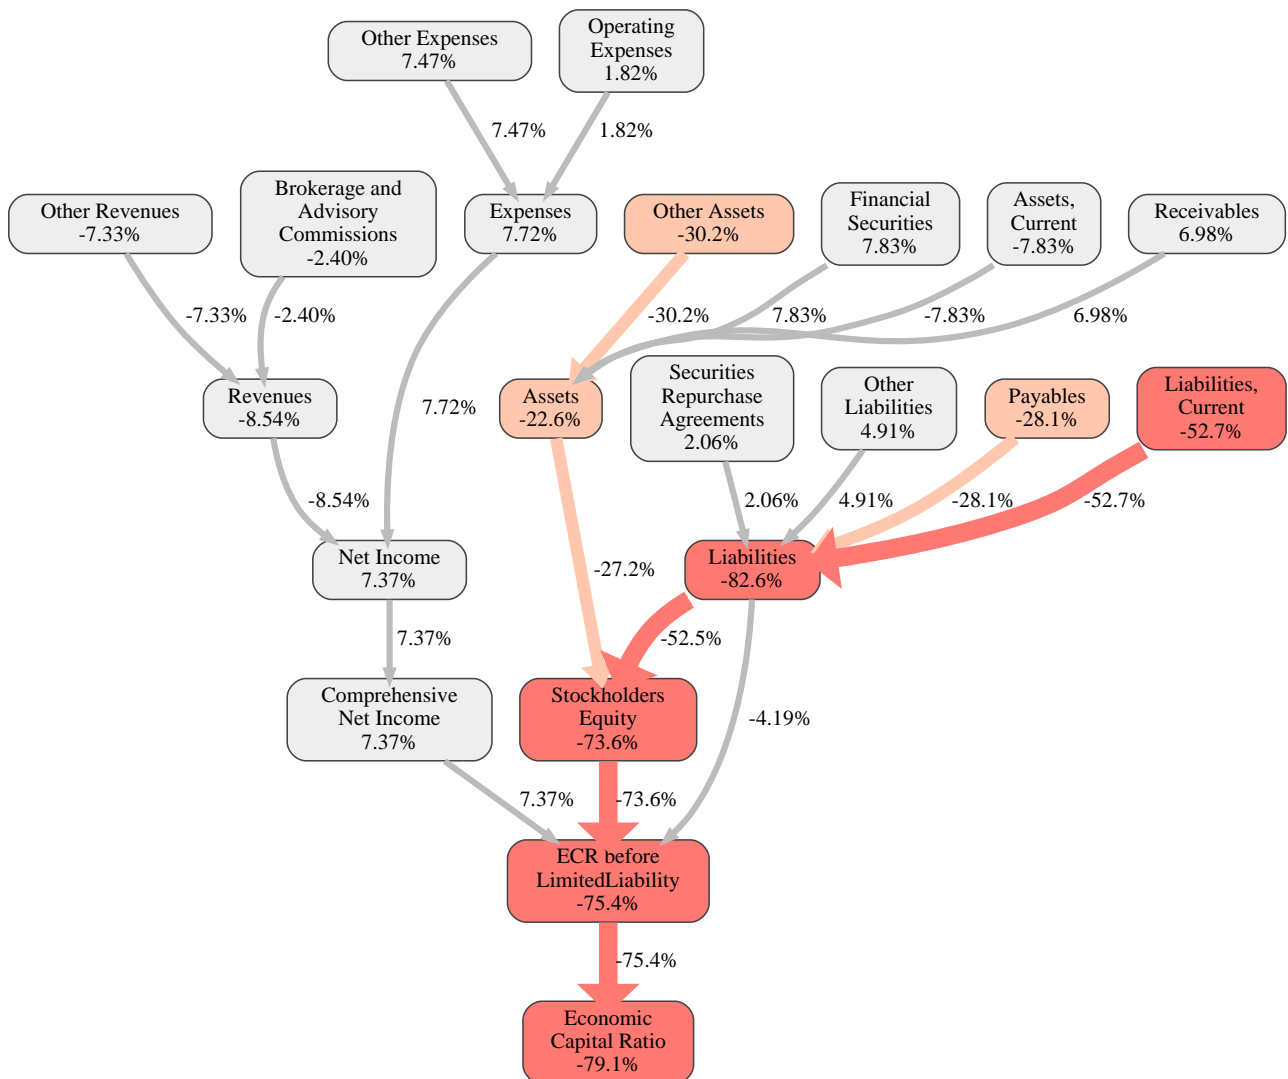 Other Expenses
7.47%
Operating
Expenses
1.82%
7.47%
1.82%
Other Revenues
-7.33%
Brokerage and
Advisory
Commissions
-2.40%
Expenses
7.72%
Other Assets
-30.2%
Financial
Securities
7.83%
Assets,
Current
-7.83%
Receivables
6.98%
-7.33%
-2.40%
-30.2%
7.83%
-7.83%
6.98%
Revenues
-8.54%
7.72%
Assets
-22.6%
Securities
Repurchase
Agreements
2.06%
Other
Liabilities
4.91%
Payables
-28.1%
Liabilities,
Current
-52.7%
-8.54%
2.06%
4.91%
-28.1%
-52.7%
Net Income
7.37%
-27.2%
Liabilities
-82.6%
7.37%
-52.5%
Comprehensive
Net Income
7.37%
Stockholders
Equity
-73.6%
-4.19%
7.37%
-73.6%
ECR before
LimitedLiability
-75.4%
-75.4%
Economic
Capital Ratio
-79.1%